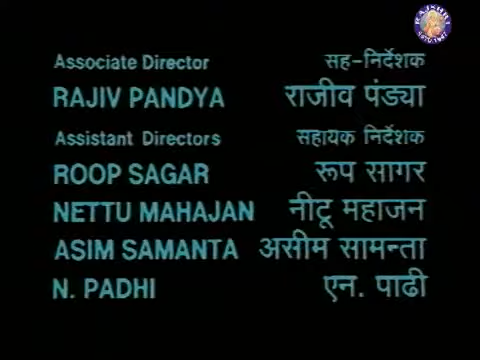 RAJSHRI
Associate Director सह-निर्देशक
RAJIV PANDYA राजीव पंड्या
Assistant Directors सहायक निर्देशक
ROOP SAGAR रूप सागर
NETTU MAHAJAN नीटू महाजन
ASIM SAMANTA असीम सामन्ता
N. PADHI एन. पाढी